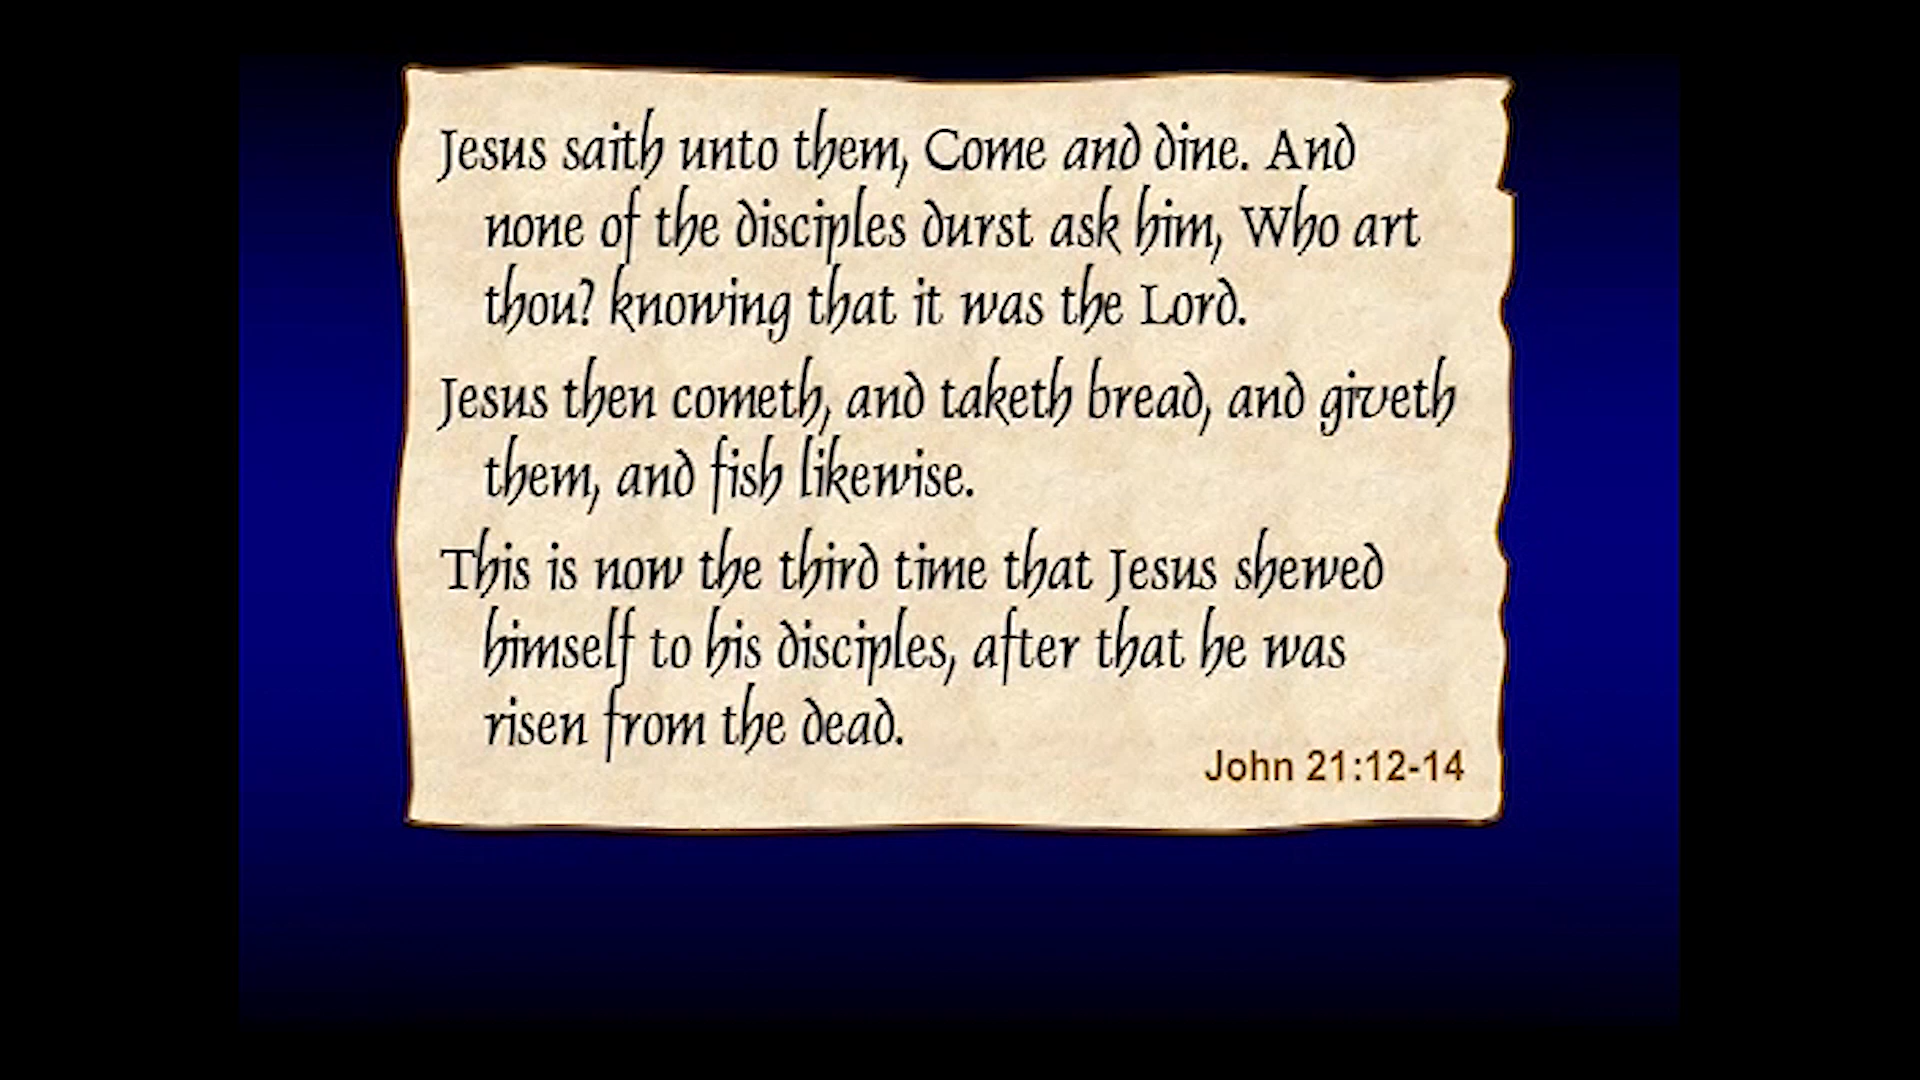 Jesus saith unto them, Come and dine. And
none of the disciples durst ask him, Who art
thou? knowing that it was the Lord.
Jesus then cometh, and taketh bread, and giveth
them, and fish likewise.
This is now the third time that Jesus shewed
himself to his disciples, after that he was
risen from the dead.
John 21:12-14